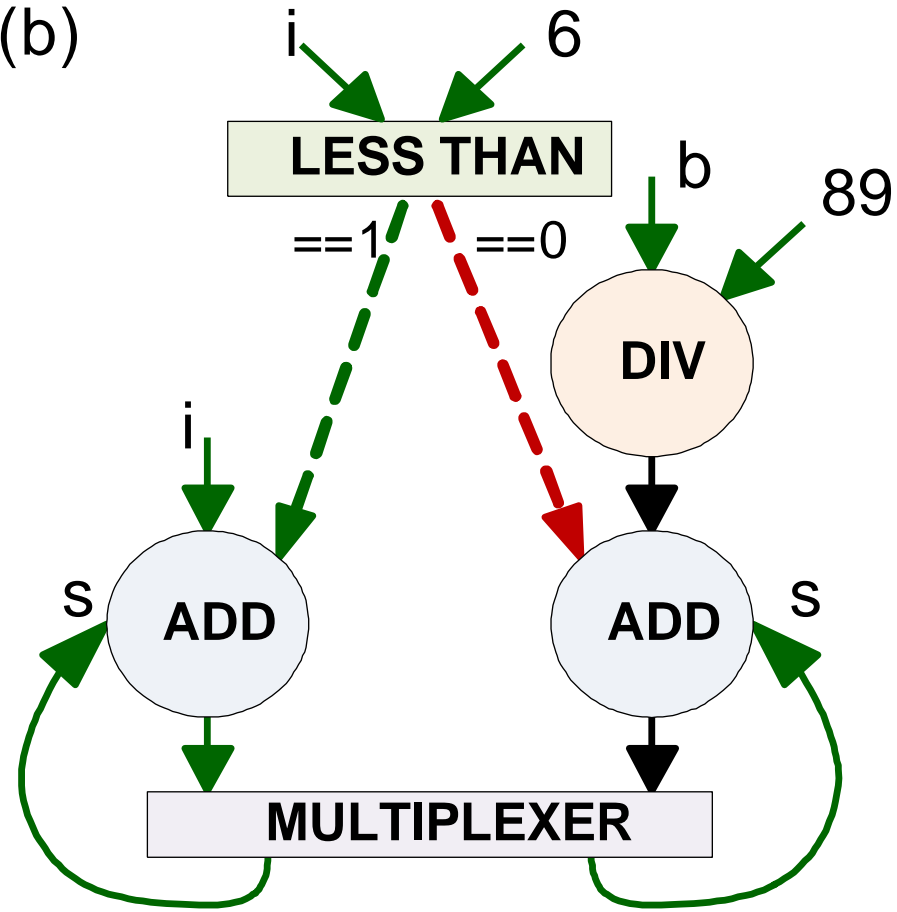 (b)
i
6
LESS THAN
==1
==0
b
89
DIV
i
s
ADD
ADD
s
MULTIPLEXER